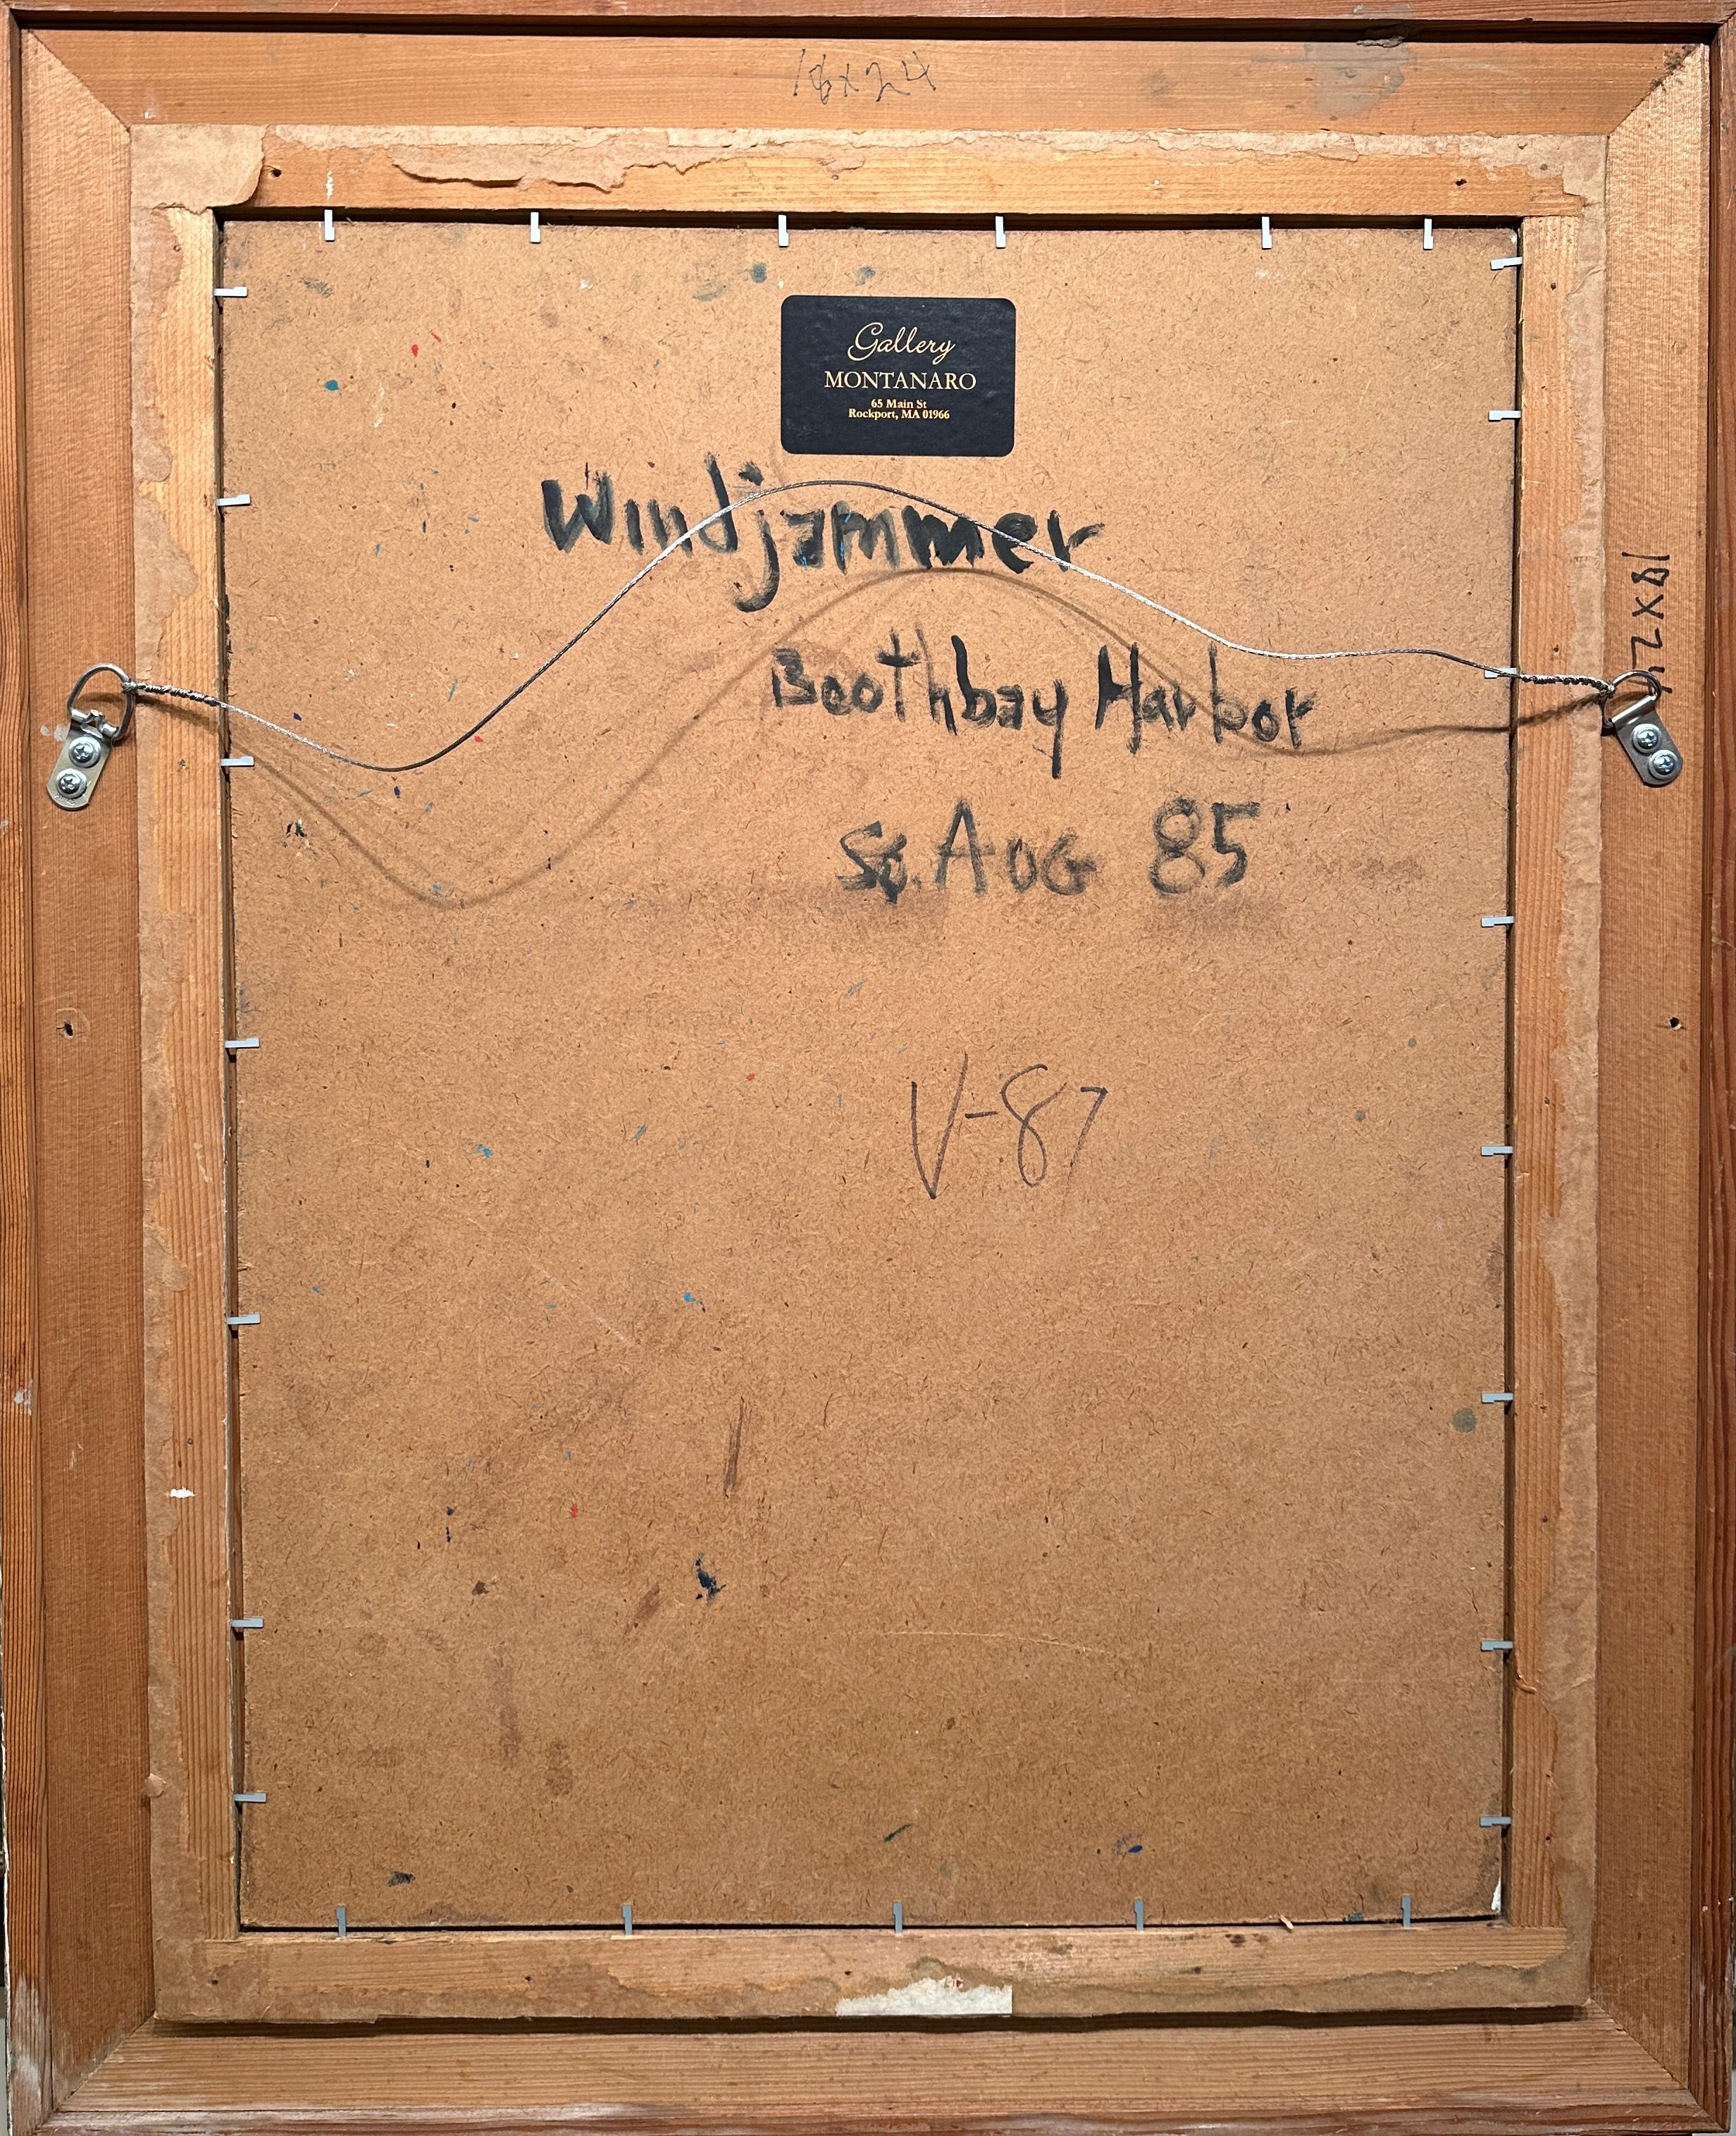 18x24
Gallery
MONTANARO
65 Main St
Rockport, MA 01966
Windjammer
Boothbay Harbor
18x24
Aug 85
V-87